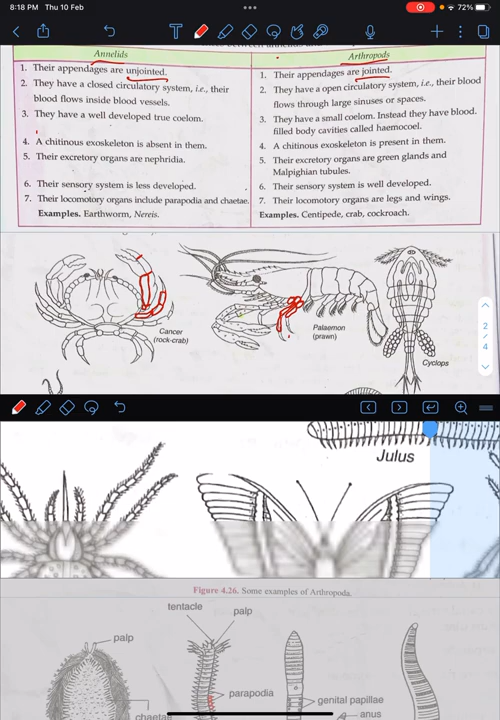 8:18 PM Thu 10 Feb
72%
Annelids
1. Their appendages are unjointed.
2. They have a closed circulatory system, i.e., their
blood flows inside blood vessels.
3. They have a well developed true coelom.
4. A chitinous exoskeleton is absent in them.
5. Their excretory organs are nephridia.
6. Their sensory system is less developed.
7. Their locomotory organs include parapodia and chaetae.
Examples. Earthworm, Nereis.
Arthropods
1. Their appendages are jointed.
2. They have a open circulatory system, i.e., their blood
flows through large sinuses or spaces.
3. They have a small coelom. Instead they have blood
filled body cavities called haemocoel.
4. A chitinous exoskeleton is present in them.
5. Their excretory organs are green glands and
Malpighian tubules.
6. Their sensory system is well developed.
7. Their locomotory organs are legs and wings.
Examples. Centipede, crab, cockroach.
Cancer
(rock-crab)
Palaemon
(prawn)
Cyclops
2
/
4
Julus
Figure 4.26. Some examples of Arthropoda.
tentacle
palp
palp
chaetae
parapodia
genital papillae
anus